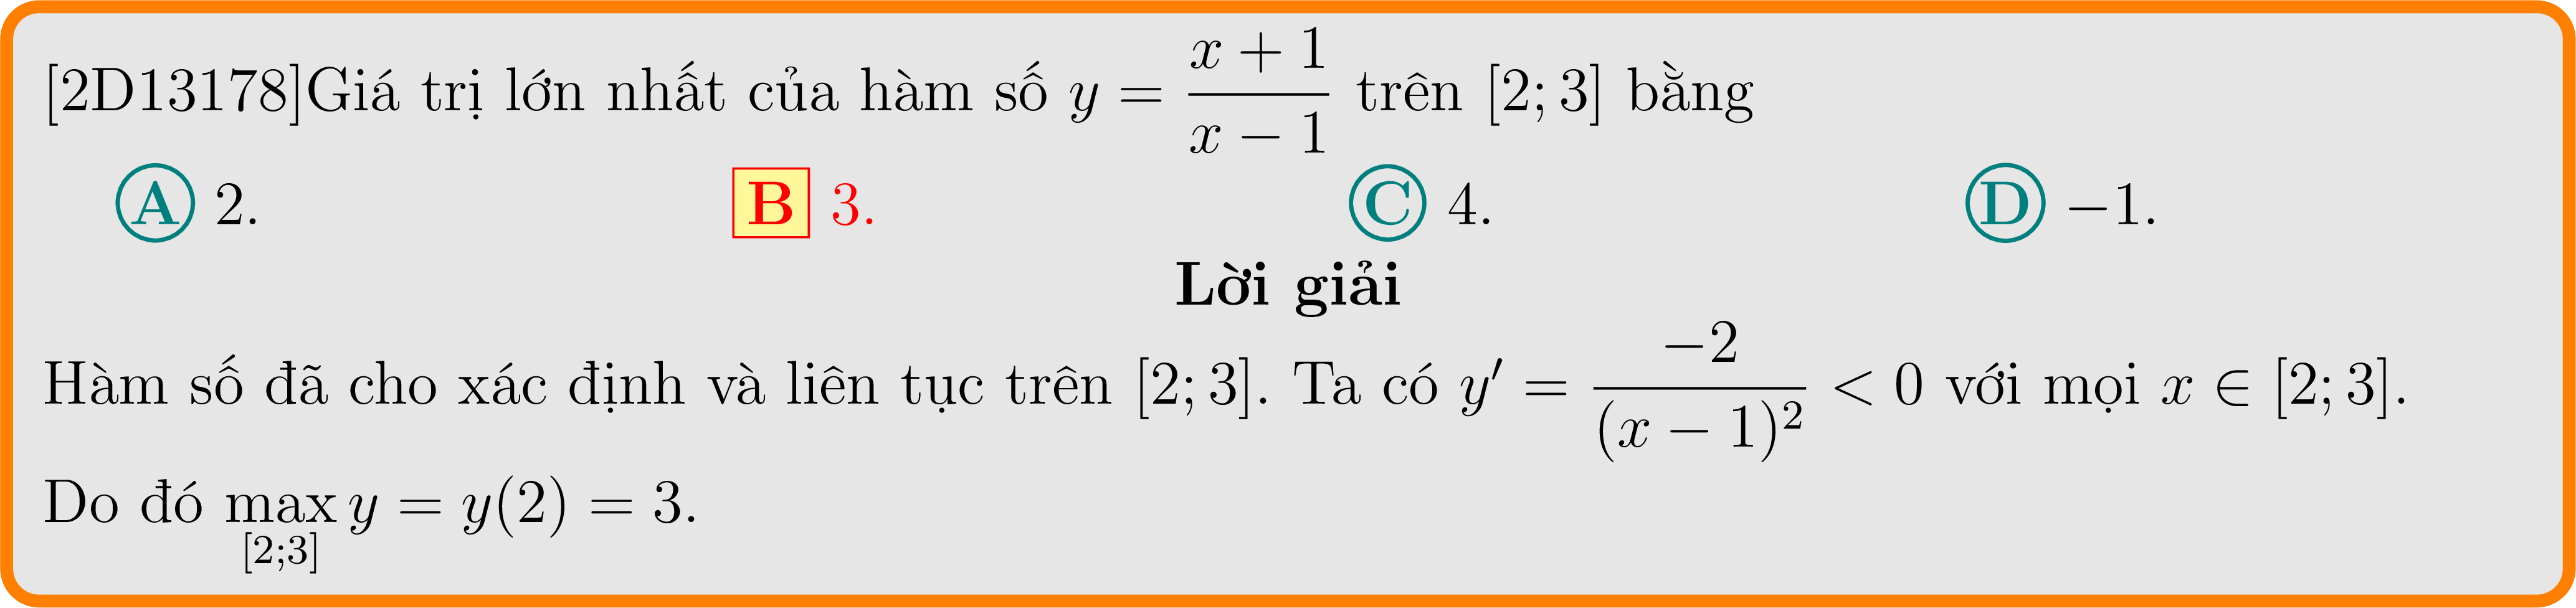 [2D13178]Giá trị lớn nhất của hàm số $y = \dfrac{x+1}{x-1}$ trên $[2;3]$ bằng
A 2. B 3. C 4. D −1.
Lời giải
Hàm số đã cho xác định và liên tục trên $[2;3]$. Ta có $y' = \dfrac{-2}{(x-1)^2} < 0$ với mọi $x \in [2;3]$.
Do đó $\max\limits_{[2;3]} y = y(2) = 3$.